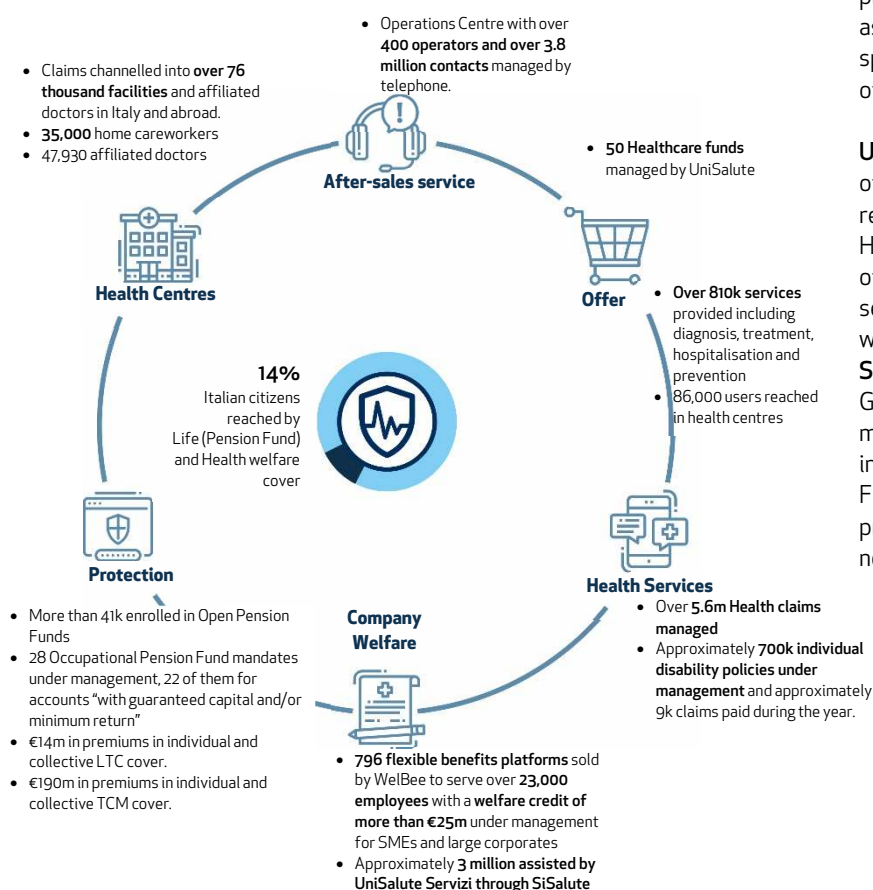 • Operations Centre with over
400 operators and over 3.8
million contacts managed by
telephone.
• Claims channelled into over 76
thousand facilities and affiliated
doctors in Italy and abroad.
• 35,000 home careworkers
• 47,930 affiliated doctors
After-sales service
• 50 Healthcare funds
managed by UniSalute
Health Centres
Offer
• Over 810k services
provided including
diagnosis, treatment,
hospitalisation and
prevention
• 86,000 users reached
in health centres
14%
Italian citizens
reached by
Life (Pension Fund)
and Health welfare
cover
Protection
• More than 41k enrolled in Open Pension
Funds
• 28 Occupational Pension Fund mandates
under management, 22 of them for
accounts “with guaranteed capital and/or
minimum return”
• €14m in premiums in individual and
collective LTC cover.
• €190m in premiums in individual and
collective TCM cover.
Company
Welfare
• 796 flexible benefits platforms sold
by WelBee to serve over 23,000
employees with a welfare credit of
more than €25m under management
for SMEs and large corporates
• Approximately 3 million assisted by
UniSalute Servizi through SiSalute
Health Services
• Over 5.6m Health claims
managed
• Approximately 700k individual
disability policies under
management and approximately
9k claims paid during the year.